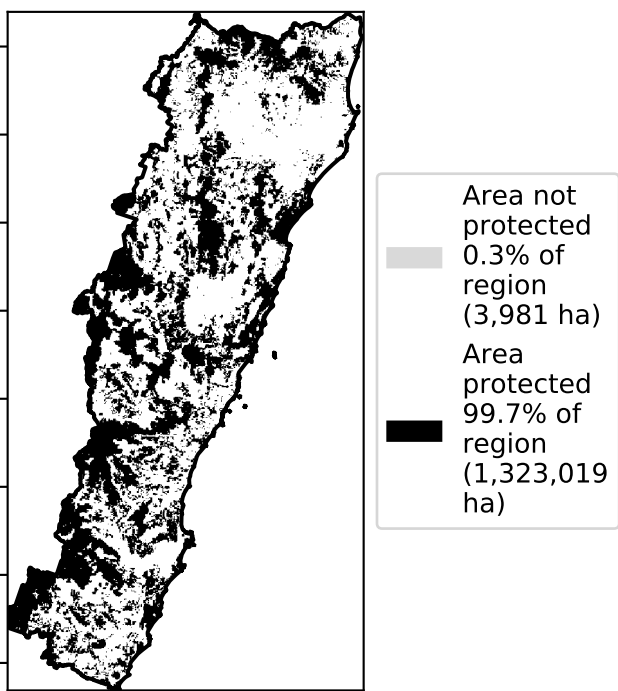 Area not
protected
0.3% of
region
(3,981 ha)
Area
protected
99.7% of
region
(1,323,019
ha)